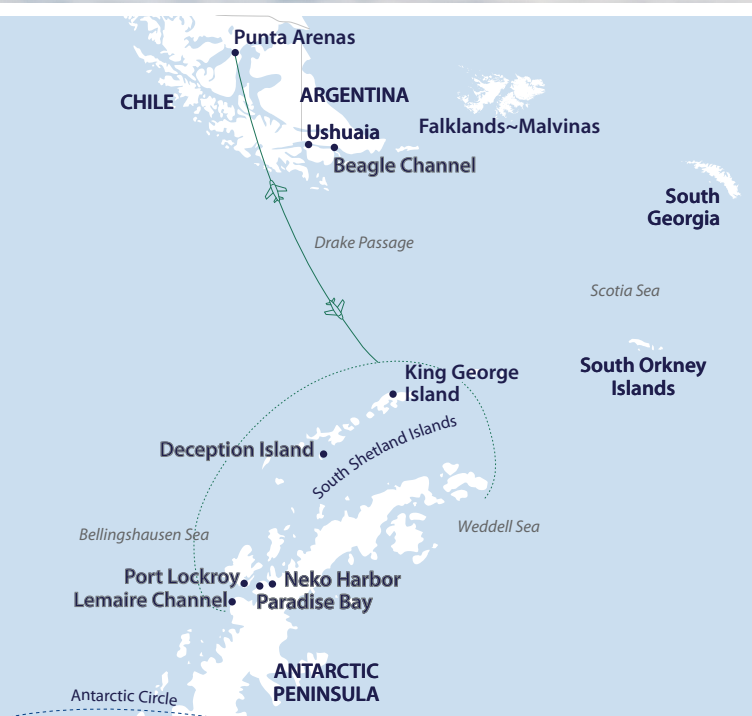 Punta Arenas
CHILE
ARGENTINA
Falklands~Malvinas
Ushuaia
Beagle Channel
South
Georgia
Drake Passage
Scotia Sea
King George
Island
South Orkney
Islands
Deception Island
South Shetland Islands
Bellingshausen Sea
Weddell Sea
Port Lockroy
Neko Harbor
Lemaire Channel
Paradise Bay
ANTARCTIC
PENINSULA
Antarctic Circle